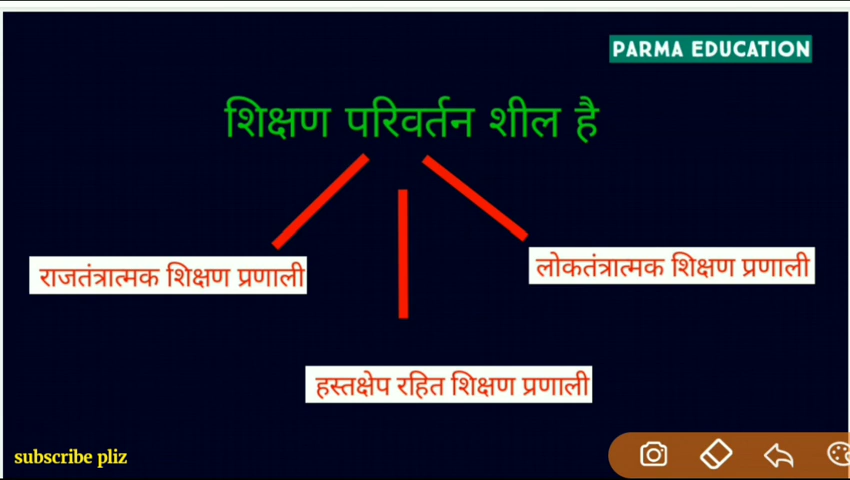 PARMA EDUCATION
शिक्षण परिवर्तन शील है
राजतंत्रात्मक शिक्षण प्रणाली
लोकतंत्रात्मक शिक्षण प्रणाली
हस्तक्षेप रहित शिक्षण प्रणाली
subscribe pliz